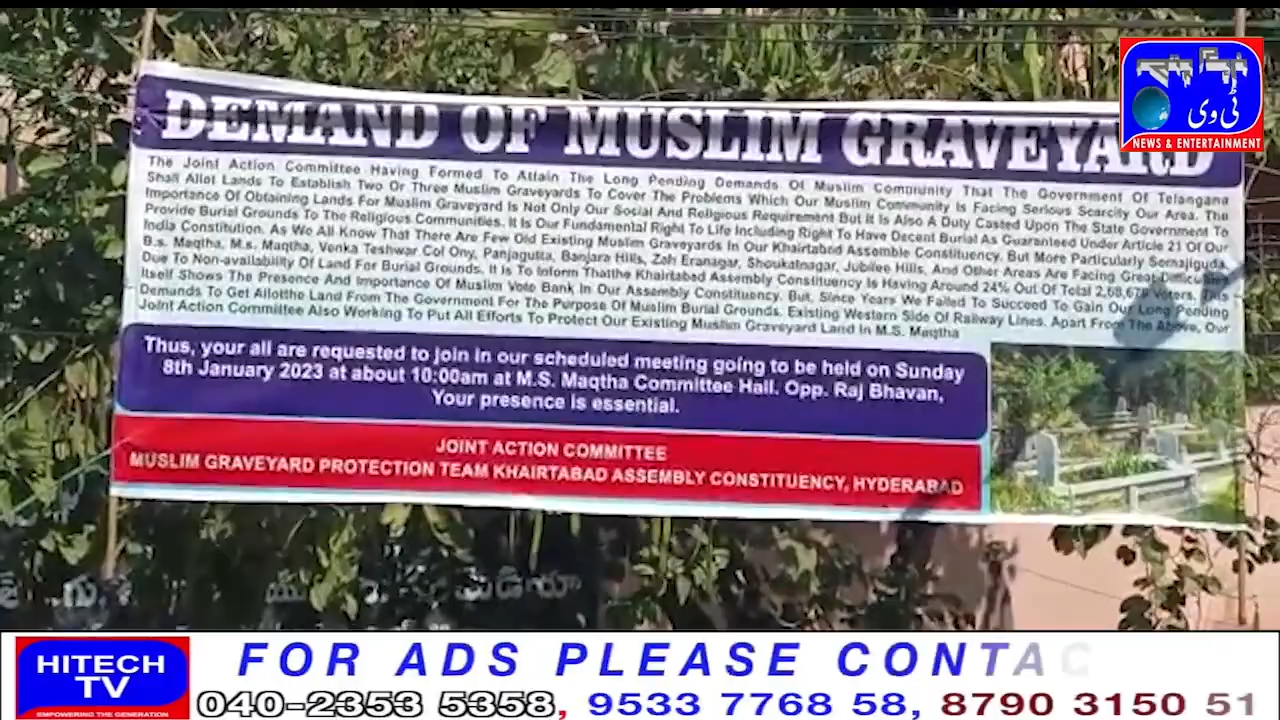 DEMAND OF MUSLIM GRAVEYARD
The Joint Action Committee Having Formed To Attain The Long Pending Demands Of Muslim Community That The Government Of Telangana
Shall Allot Lands To Establish Two Or Three Muslim Graveyards To Cover The Problems Which Our Muslim Community Is Facing Serious Scarcity Our Area. The
Importance Of Obtaining Lands For Muslim Graveyard Is Not Only Our Social And Religious Requirement But It Is Also A Duty Casted Upon The State Government To
Provide Burial Grounds To The Religious Communities. It Is Our Fundamental Right To Life Including Right To Have Decent Burial As Guaranteed Under Article 21 Of Our
India Constitution. As We All Know That There Are Few Old Existing Muslim Graveyards In Our Khairtabad Assemble Constituency. But More Particularly Somajiguda,
B.s. Maqtha, M.s. Maqtha, Venka Teshwar Col Ony, Panjagutta, Banjara Hills, Zah Eranagar, Shoukatnagar, Jubilee Hills, And Other Areas Are Facing Great
Due To Non-availability Of Land For Burial Grounds. It Is To Inform Thatthe Khairtabad Assembly Constituency Is Having Around 24% Out Of Total 2,68,678 Voters. This
Itself Shows The Presence And Importance Of Muslim Vote Bank In Our Assembly Constituency. But, Since Years We Failed To Succeed To Gain Our Long Pending
Demands To Get Allotthe Land From The Government For The Purpose Of Muslim Burial Grounds. Existing Western Side Of Railway Lines. Apart From The Above, Our
Joint Action Committee Also Working To Put All Efforts To Protect Our Existing Muslim Graveyard Land In M.S. Maqtha
Thus, your all are requested to join in our scheduled meeting going to be held on Sunday
8th January 2023 at about 10:00am at M.S. Maqtha Committee Hall. Opp. Raj Bhavan,
Your presence is essential.
JOINT ACTION COMMITTEE
MUSLIM GRAVEYARD PROTECTION TEAM KHAIRTABAD ASSEMBLY CONSTITUENCY, HYDERABAD
ٹی وی
NEWS & ENTERTAINMENT
HITECH
TV
EMPOWERING THE GENERATION
FOR ADS PLEASE CONTAC
040-2353 5358, 9533 7768 58, 8790 3150 51